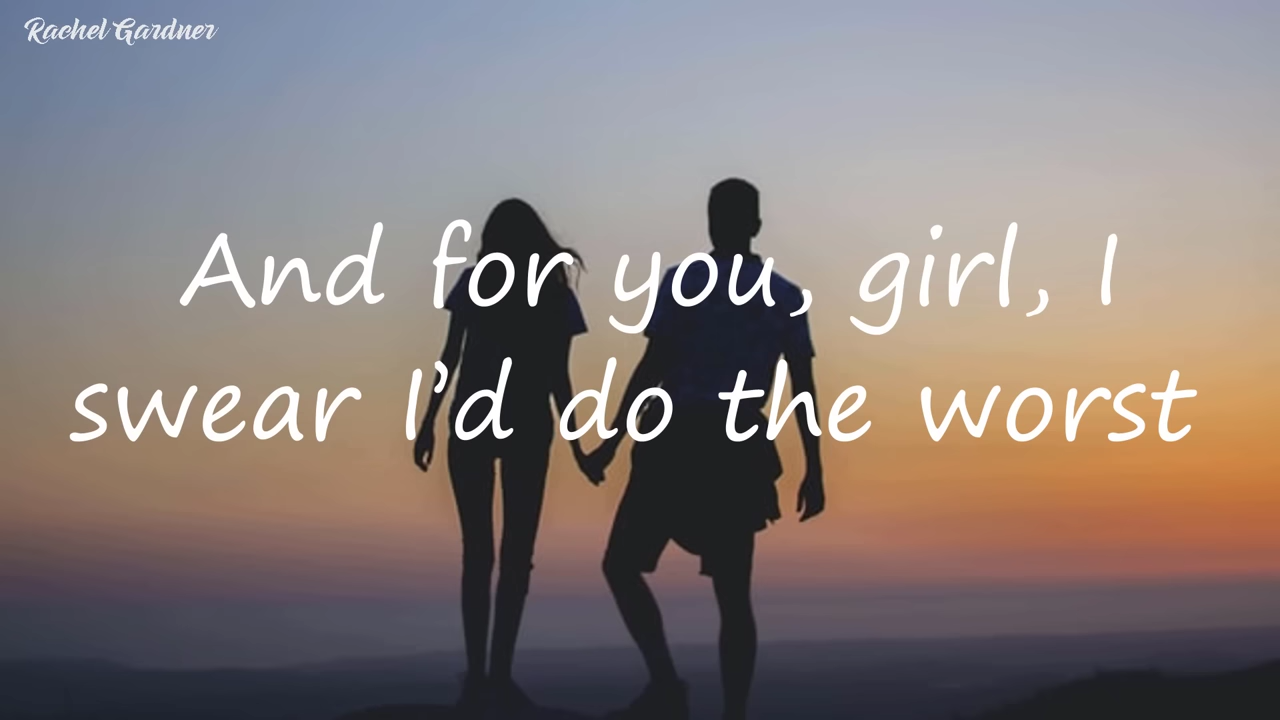 Rachel Gardner
And for you, girl, I
swear I’d do the worst